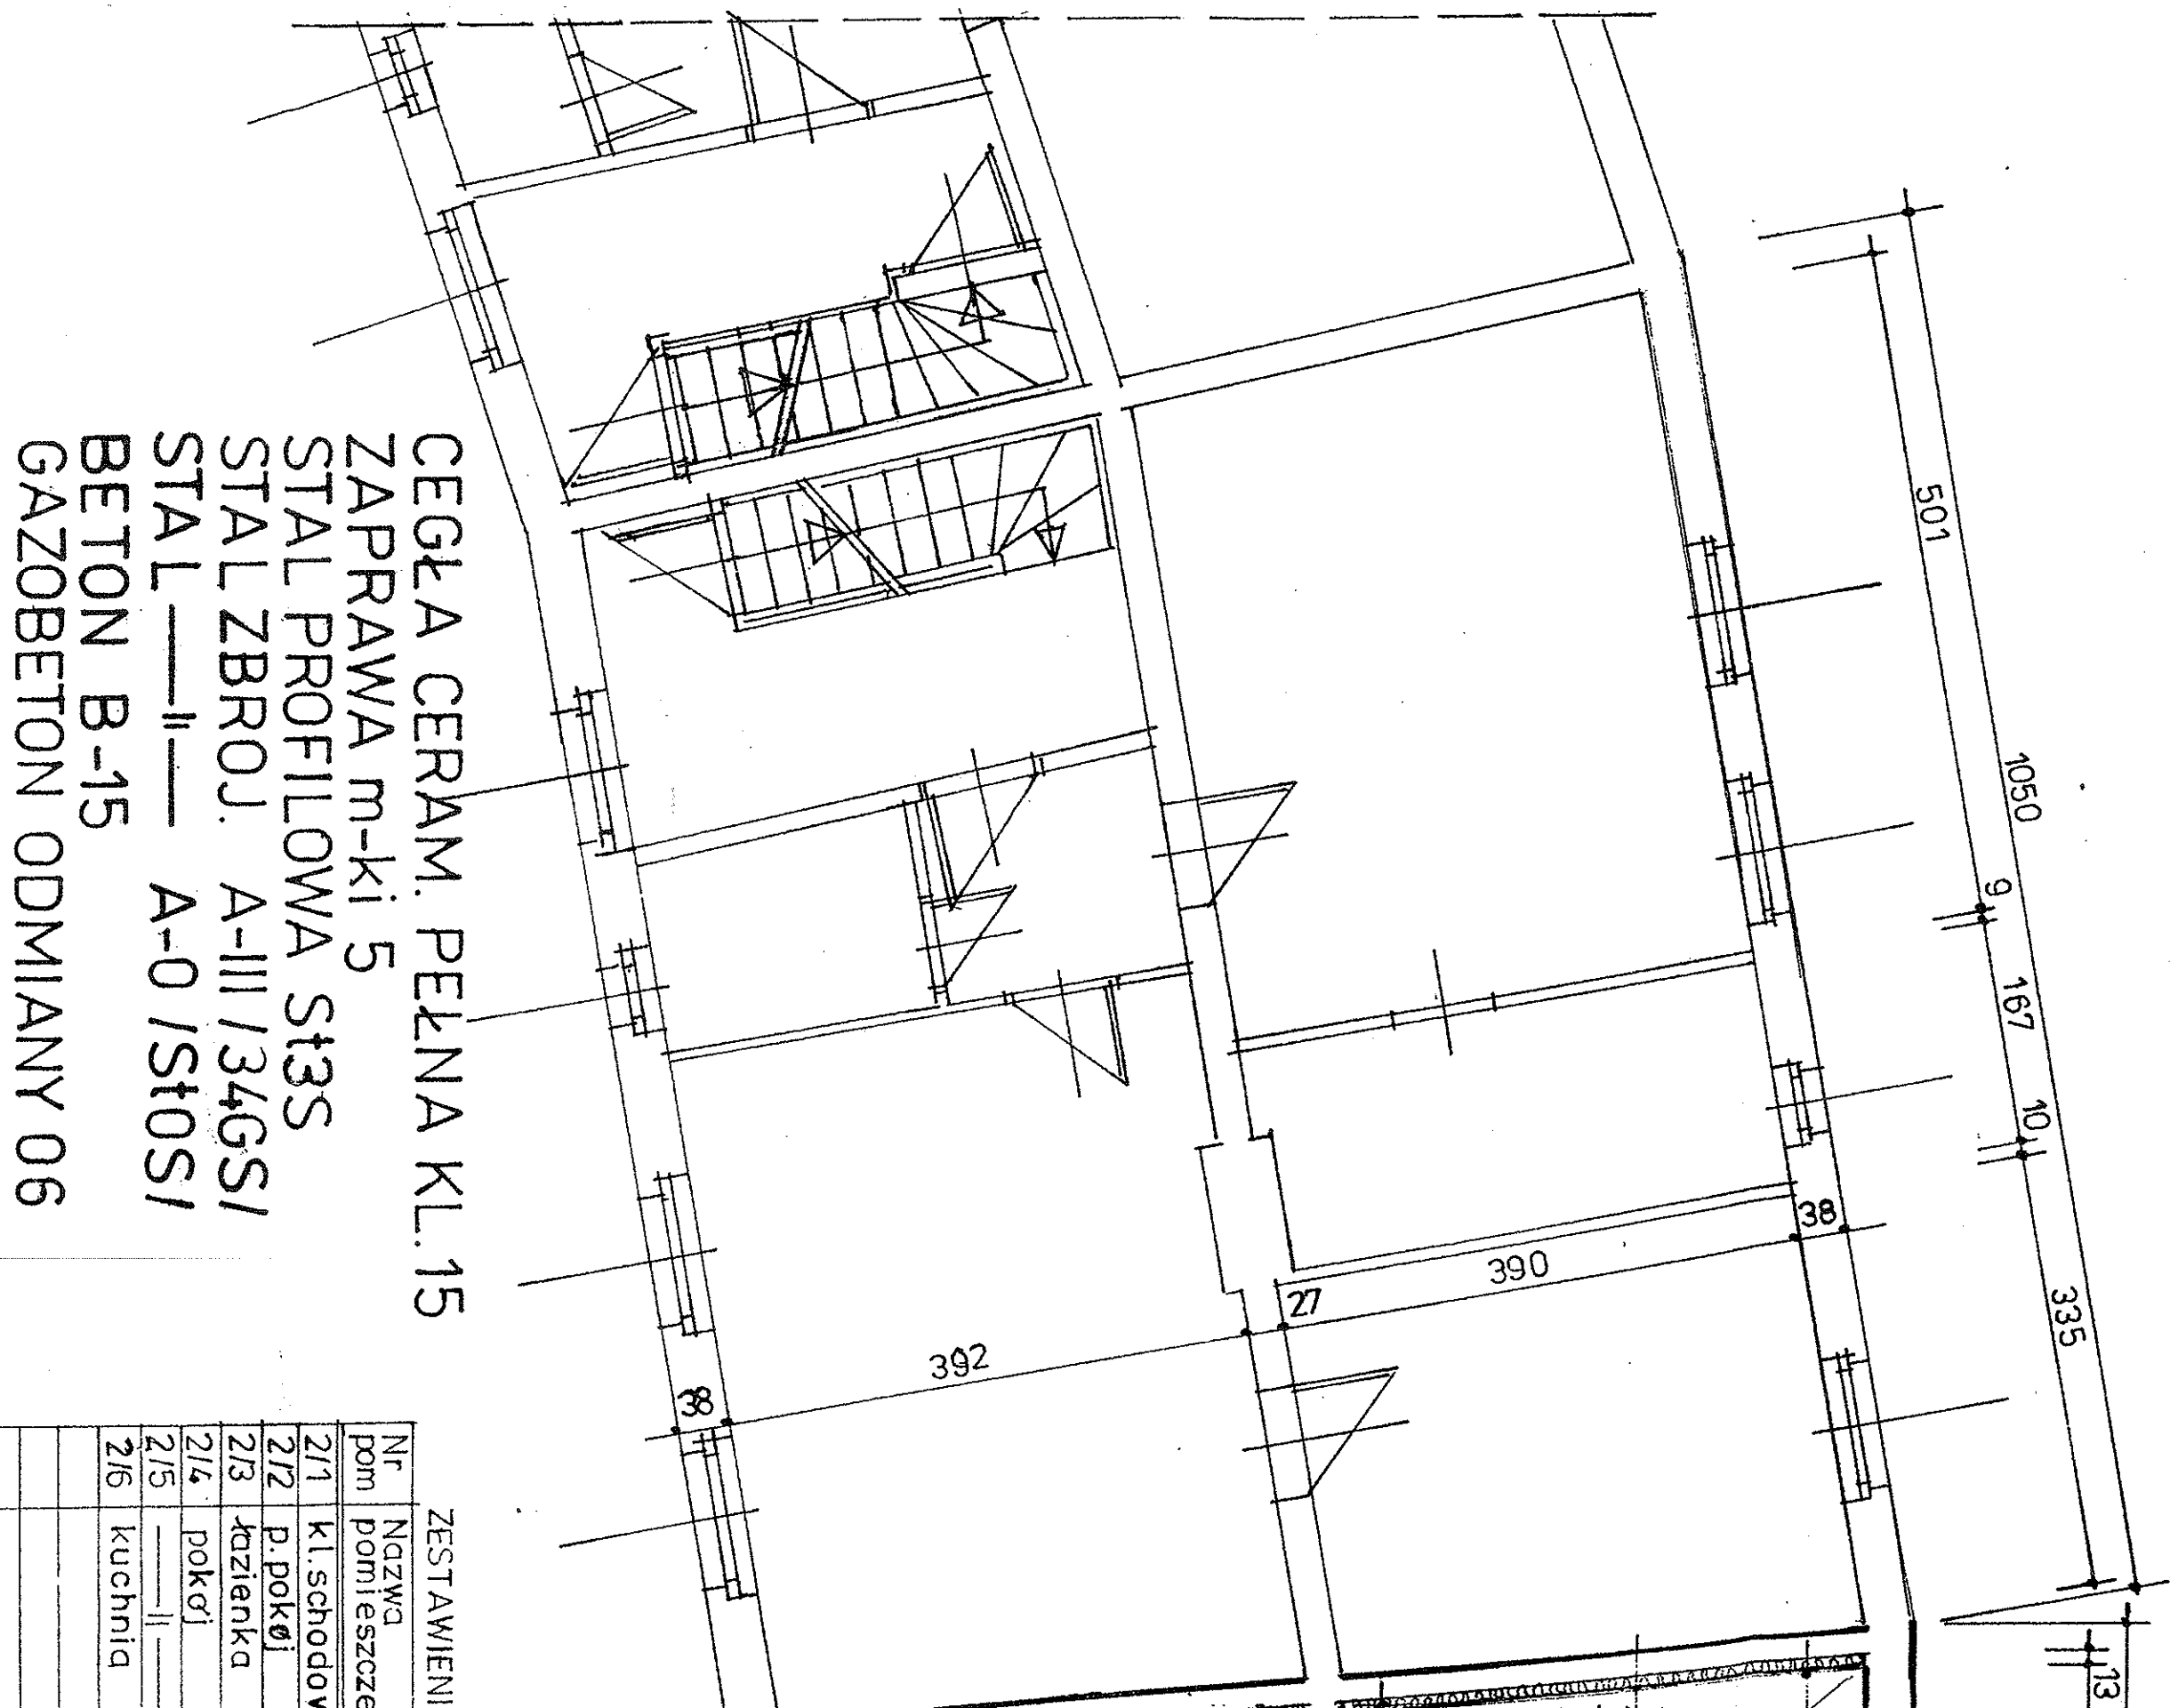 CEGŁA CERAM. PEŁNA KL.15
ZAPRAWA m-ki 5
STAL PROFILOWA St3S
STAL ZBROJ. A-III /34GS/
STAL —||— A-0 /St0S/
BETON B-15
GAZOBETON ODMIANY 06
501
1050
9
167
10
335
13
38
390
27
392
38
ZESTAWIENI
Nr pom Nazwa pomieszcze
2/1 kl.schodow
2/2 p.pokój
2/3 łazienka
2/4 pokój
2/5 —||—
2/6 kuchnia